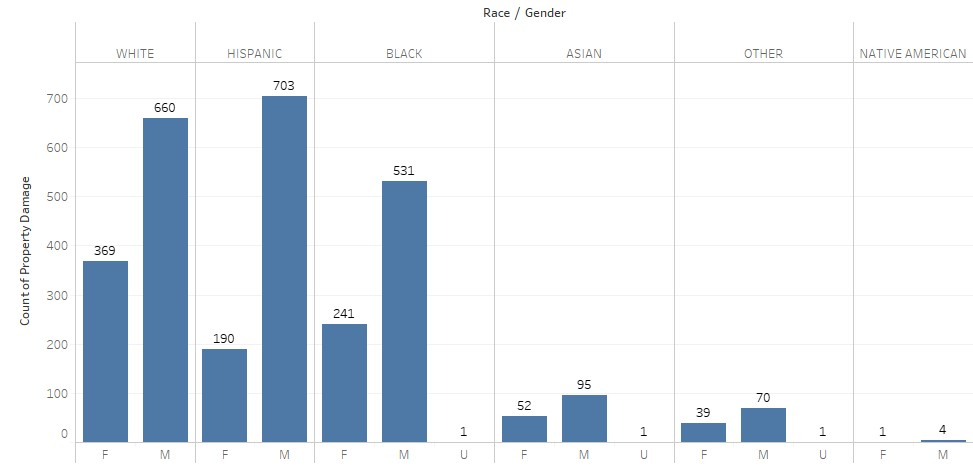 Race / Gender
WHITE HISPANIC BLACK ASIAN OTHER NATIVE AMERICAN
Count of Property Damage
700
600
500
400
300
200
100
0
369 660 190 703 241 531 1 52 95 1 39 70 1 1 4
F M F M F M U F M U F M U F M